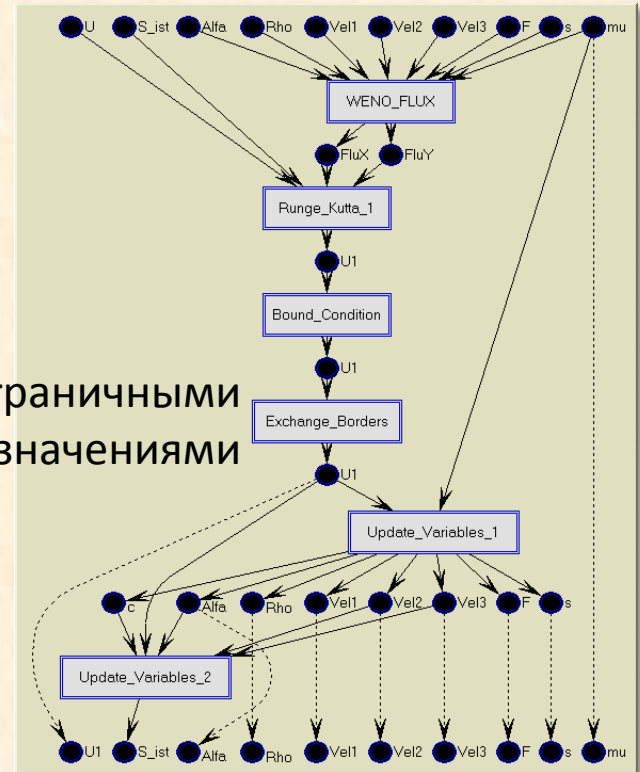 U S_ist Alfa Rho Vel1 Vel2 Vel3 F s mu
WENO_FLUX
FluX FluY
Runge_Kutta_1
U1
Bound_Condition
U1
граничными
Exchange_Borders
значениями
U1
Update_Variables_1
c Alfa Rho Vel1 Vel2 Vel3 F s
Update_Variables_2
U1 S_ist Alfa Rho Vel1 Vel2 Vel3 F s mu